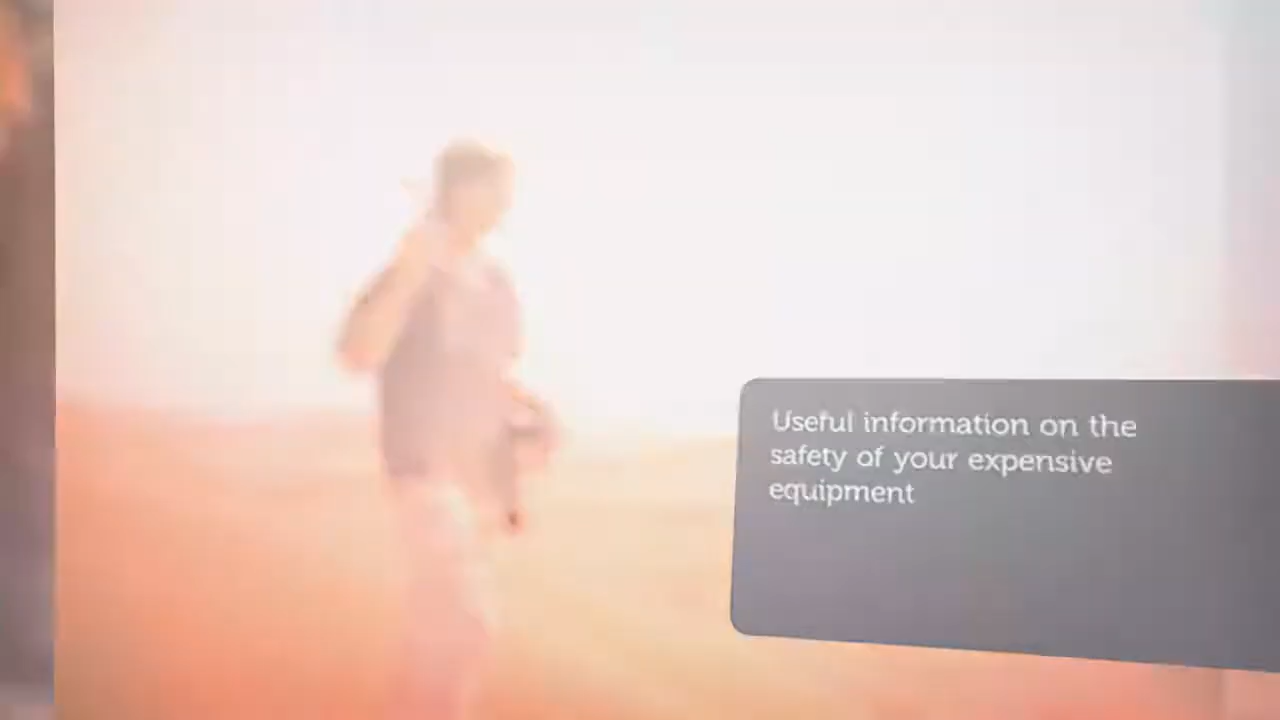 Useful information on the
safety of your expensive
equipment